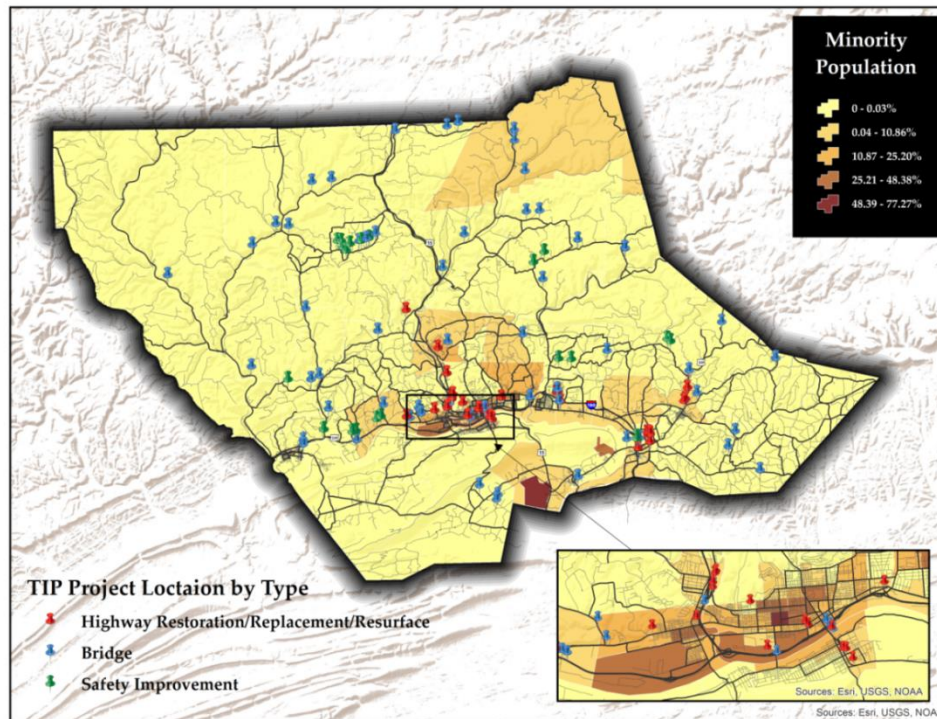 Minority
Population
0 - 0.03%
0.04 - 10.86%
10.87 - 25.20%
25.21 - 48.38%
48.39 - 77.27%
TIP Project Loctaion by Type
Highway Restoration/Replacement/Resurface
Bridge
Safety Improvement
Sources: Esri, USGS, NOAA
Sources: Esri, USGS, NOA